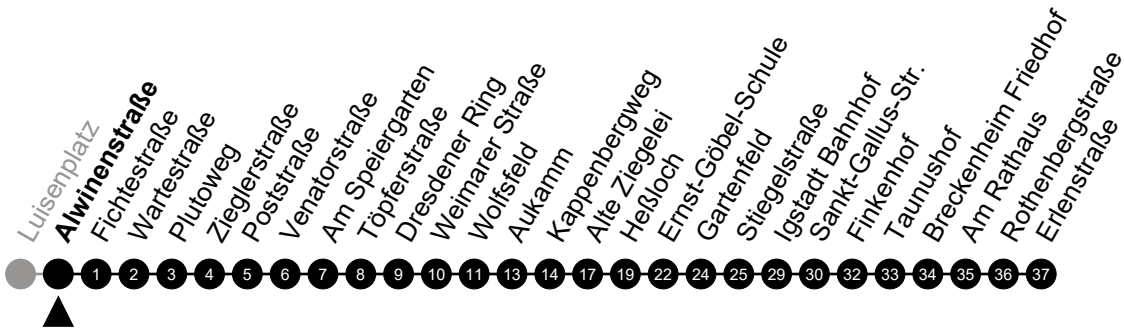 Luisenplatz
Alwinenstraße
Fichtestraße
Wartestraße
Plutoweg
Zieglerstraße
Poststraße
Venatorstraße
Am Speiergarten
Töpferstraße
Dresdener Ring
Weimarer Straße
Wolfsfeld
Aukamm
Kappenbergweg
Alte Ziegelei
Heßloch
Ernst-Göbel-Schule
Gartenfeld
Stiegelstraße
Igstadt Bahnhof
Sankt-Gallus-Str.
Finkenhof
Taunushof
Breckenheim Friedhof
Am Rathaus
Rothenbergstraße
Erlenstraße
1 2 3 4 5 6 7 8 9 10 11 13 14 17 19 22 24 25 29 30 32 33 34 35 36 37